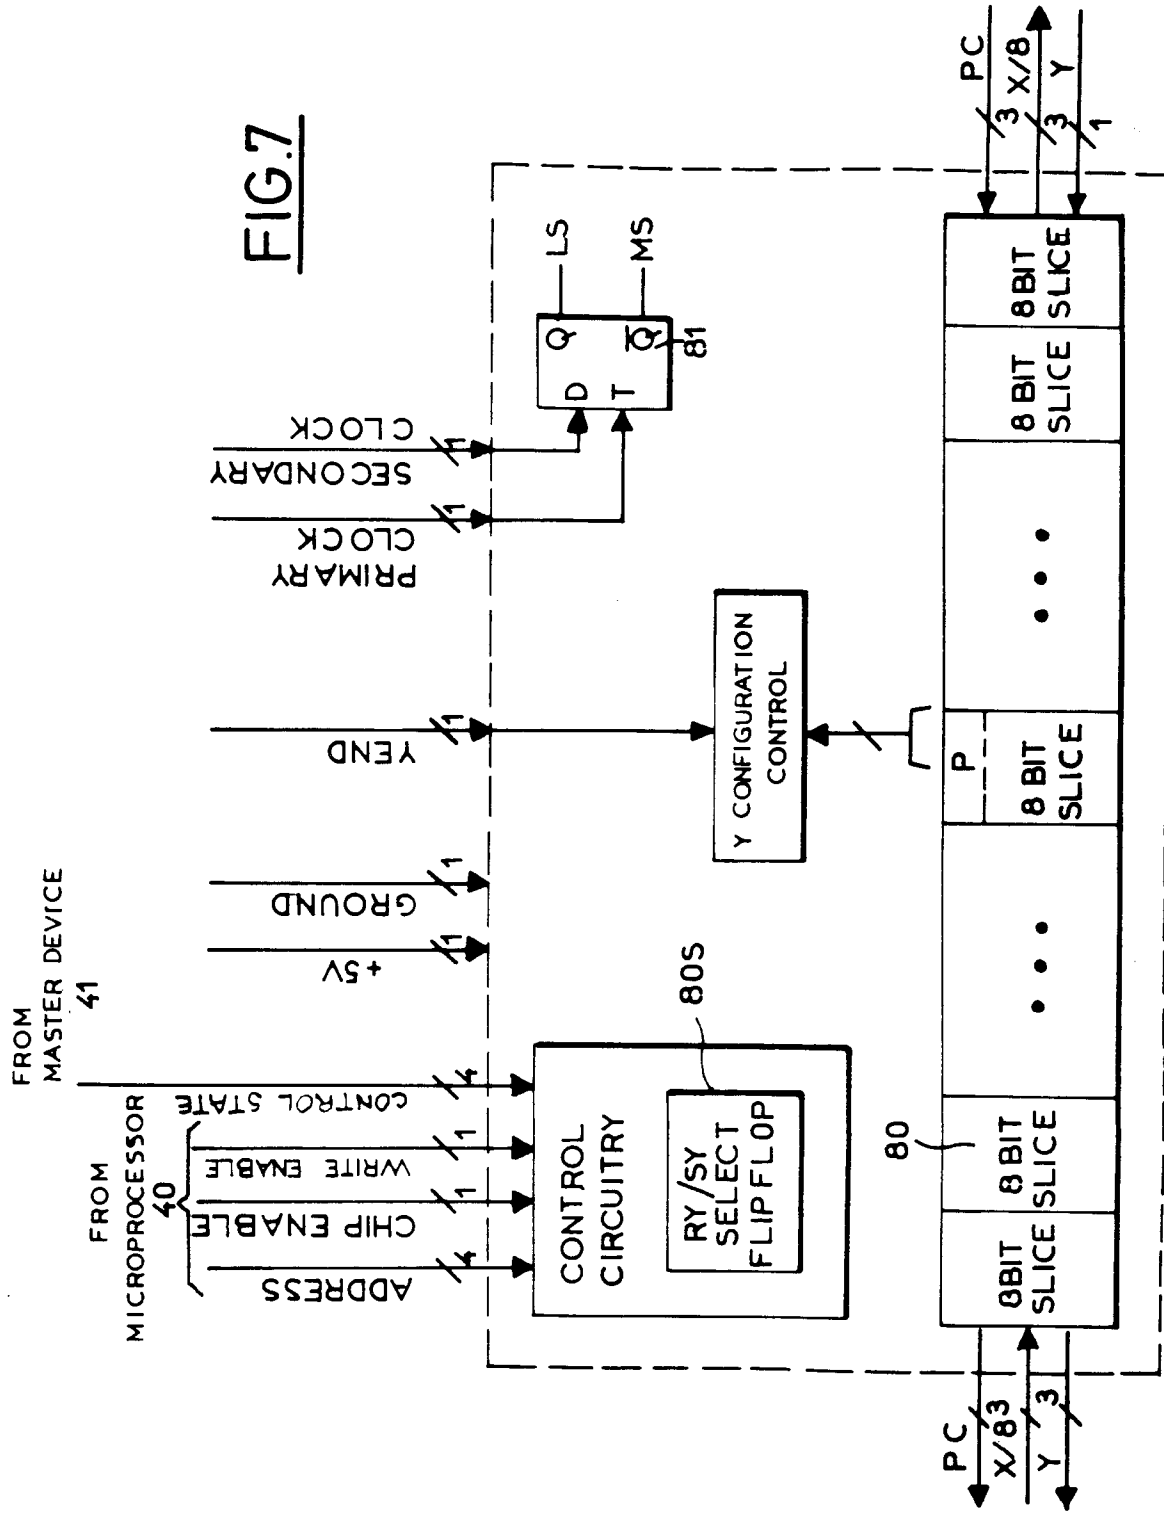 FIG.7
FROM
MASTER DEVICE
41
FROM
MICROPROCESSOR
40
ADDRESS
4
CHIP ENABLE
1
WRITE ENABLE
1
CONTROL STATE
4
+5V
1
GROUND
1
YEND
1
PRIMARY
CLOCK
1
SECONDARY
CLOCK
1
CONTROL
CIRCUITRY
RY/SY
SELECT
FLIP FLOP
80S
Y CONFIGURATION
CONTROL
D
T
Q
Q̅
81
LS
MS
80
8BIT
SLICE
8 BIT
SLICE
• • •
P
8 BIT
SLICE
• • •
8 BIT
SLICE
8BIT
SLICE
PC
X/8
3
Y
3
PC
3
X/8
3
Y
1